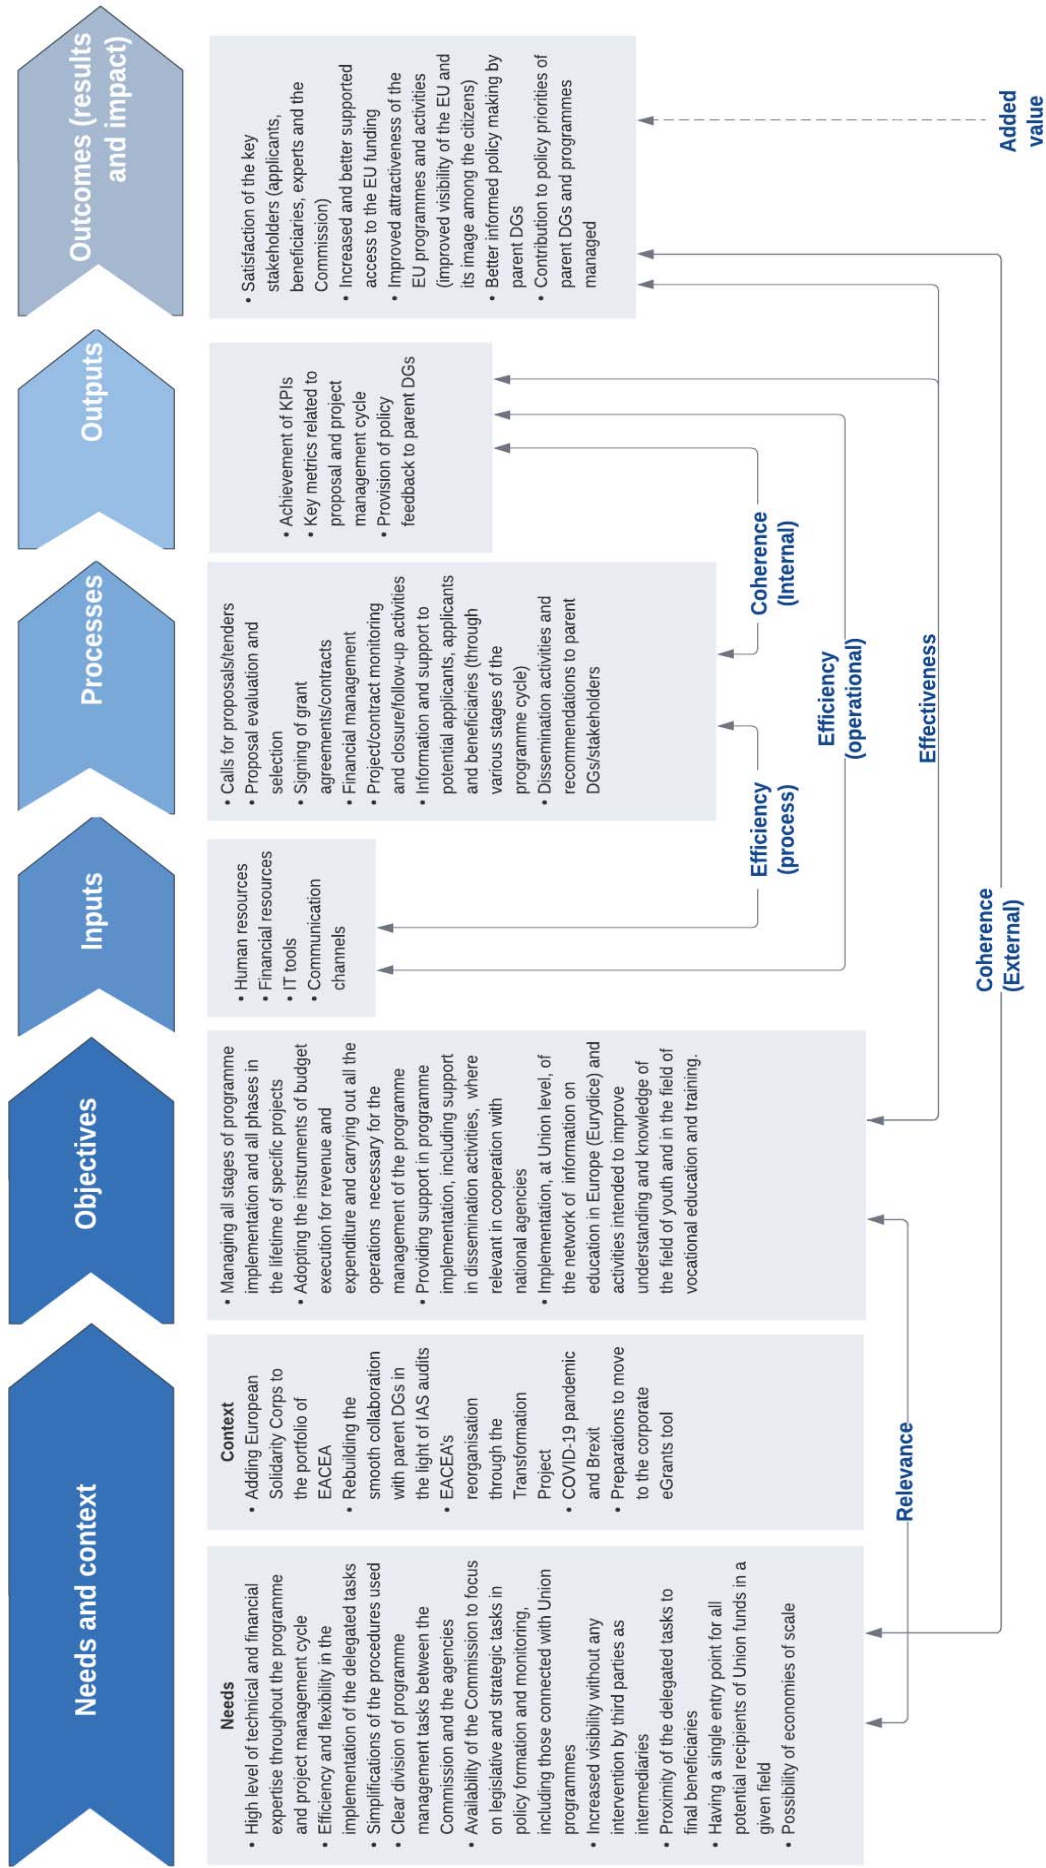 Needs and context
Objectives
Inputs
Processes
Outputs
Outcomes (results
and impact)
Needs
• High level of technical and financial
expertise throughout the programme
and project management cycle
• Efficiency and flexibility in the
implementation of the delegated tasks
• Simplifications of the procedures used
• Clear division of programme
management tasks between the
Commission and the agencies
• Availability of the Commission to focus
on legislative and strategic tasks in
policy formation and monitoring,
including those connected with Union
programmes
• Increased visibility without any
intervention by third parties as
intermediaries
• Proximity of the delegated tasks to
final beneficiaries
• Having a single entry point for all
potential recipients of Union funds in a
given field
• Possibility of economies of scale
Context
• Adding European
Solidarity Corps to
the portfolio of
EACEA
• Rebuilding the
smooth collaboration
with parent DGs in
the light of IAS audits
• EACEA's
reorganisation
through the
Transformation
Project
• COVID-19 pandemic
and Brexit
• Preparations to move
to the corporate
eGrants tool
• Managing all stages of programme
implementation and all phases in
the lifetime of specific projects
• Adopting the instruments of budget
execution for revenue and
expenditure and carrying out all the
operations necessary for the
management of the programme
• Providing support in programme
implementation, including support
in dissemination activities, where
relevant in cooperation with
national agencies
• Implementation, at Union level, of
the network of information on
education in Europe (Eurydice) and
activities intended to improve
understanding and knowledge of
the field of youth and in the field of
vocational education and training.
• Human resources
• Financial resources
• IT tools
• Communication
channels
• Calls for proposals/tenders
• Proposal evaluation and
selection
• Signing of grant
agreements/contracts
• Financial management
• Project/contract monitoring
and closure/follow-up activities
• Information and support to
potential applicants, applicants
and beneficiaries (through
various stages of the
programme cycle)
• Dissemination activities and
recommendations to parent
DGs/stakeholders
• Achievement of KPIs
• Key metrics related to
proposal and project
management cycle
• Provision of policy
feedback to parent DGs
• Satisfaction of the key
stakeholders (applicants,
beneficiaries, experts and the
Commission)
• Increased and better supported
access to the EU funding
• Improved attractiveness of the
EU programmes and activities
(improved visibility of the EU and
its image among the citizens)
• Better informed policy making by
parent DGs
• Contribution to policy priorities of
parent DGs and programmes
managed
Efficiency
(process)
Coherence
(Internal)
Efficiency
(operational)
Relevance
Effectiveness
Coherence
(External)
Added
value